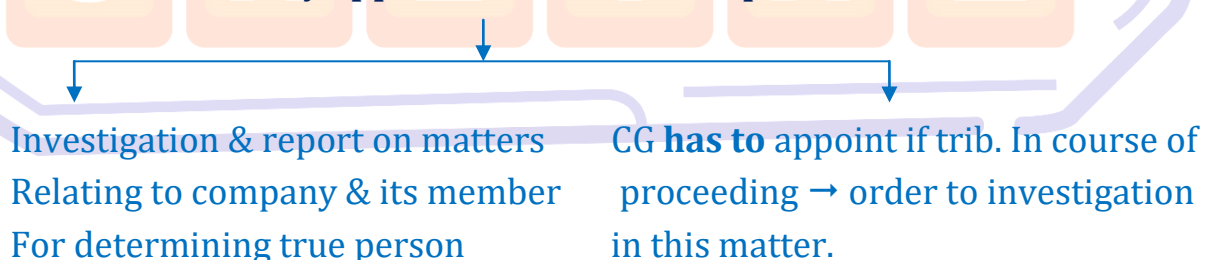 Investigation & report on matters
Relating to company & its member
For determining true person
CG has to appoint if trib. In course of
proceeding → order to investigation
in this matter.